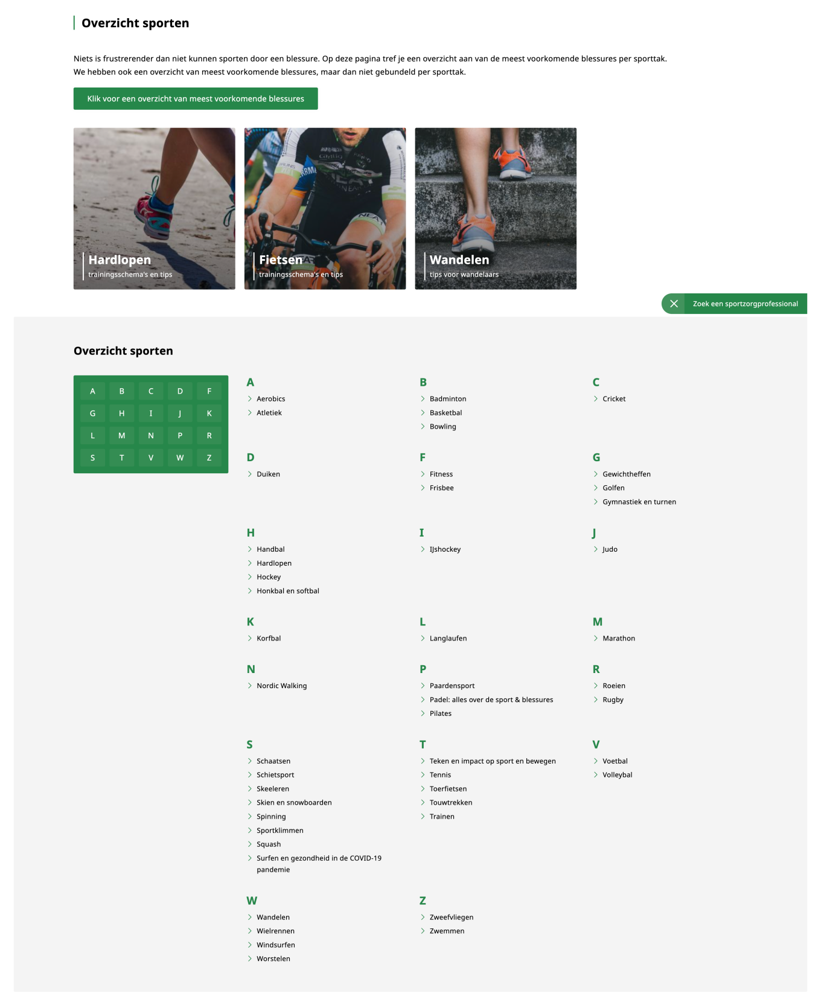 Overzicht sporten
Niets is frustrerender dan niet kunnen sporten door een blessure. Op deze pagina tref je een overzicht aan van de meest voorkomende blessures per sporttak.
We hebben ook een overzicht van meest voorkomende blessures, maar dan niet gebundeld per sporttak.
Klik voor een overzicht van meest voorkomende blessures
Hardlopen
trainingsschema's en tips
Fietsen
trainingsschema's en tips
Wandelen
tips voor wandelaars
Zoek een sportzorgprofessional
Overzicht sporten
A B C D F
G H I J K
L M N P R
S T V W Z
A
Aerobics
Atletiek
B
Badminton
Basketbal
Bowling
C
Cricket
D
Duiken
F
Fitness
Frisbee
G
Gewichtheffen
Golfen
Gymnastiek en turnen
H
Handbal
Hardlopen
Hockey
Honkbal en softbal
I
IJshockey
J
Judo
K
Korfbal
L
Langlaufen
M
Marathon
N
Nordic Walking
P
Paardensport
Padel: alles over de sport & blessures
Pilates
R
Roeien
Rugby
S
Schaatsen
Schietsport
Skeeleren
Skien en snowboarden
Spinning
Sportklimmen
Squash
Surfen en gezondheid in de COVID-19
pandemie
T
Teken en impact op sport en bewegen
Tennis
Toerfietsen
Touwtrekken
Trainen
V
Voetbal
Volleybal
W
Wandelen
Wielrennen
Windsurfen
Worstelen
Z
Zweefvliegen
Zwemmen